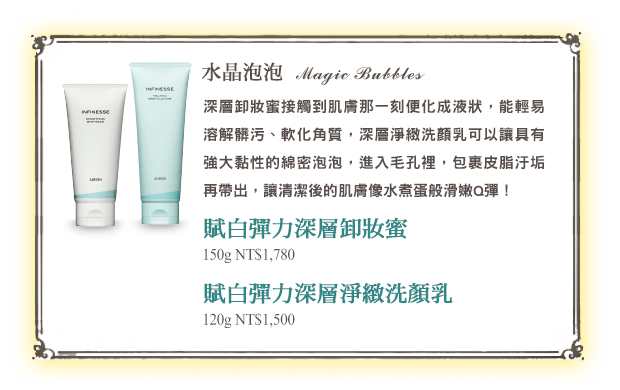 水晶泡泡 Magic Bubbles
深層卸妝蜜接觸到肌膚那一刻便化成液狀，能輕易
溶解髒污、軟化角質，深層淨緻洗顏乳可以讓具有
強大黏性的綿密泡泡，進入毛孔裡，包裹皮脂汙垢
再帶出，讓清潔後的肌膚像水煮蛋般滑嫩Q彈！
賦白彈力深層卸妝蜜
150g NT$1,780
賦白彈力深層淨緻洗顏乳
120g NT$1,500
INFINESSE
INFINESSE
ALBION